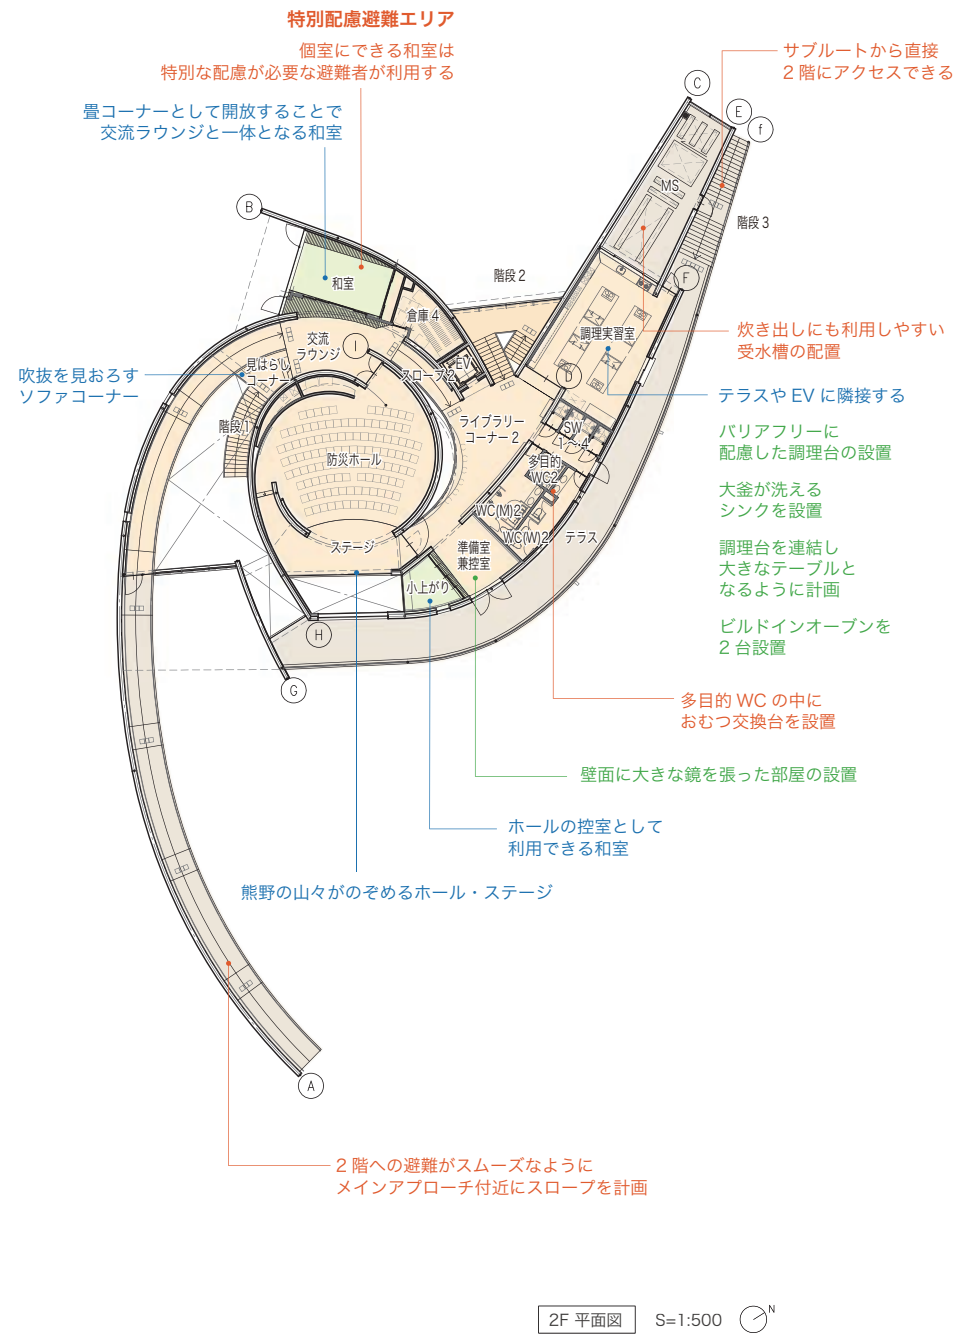 特別配慮避難エリア
個室にできる和室は
特別な配慮が必要な避難者が利用する
畳コーナーとして開放することで
交流ラウンジと一体となる和室
サブルートから直接
2 階にアクセスできる
C
E
f
MS
階段 3
B
F
階段 2
和室
倉庫 4
調理実習室
炊き出しにも利用しやすい
受水槽の配置
交流
ラウンジ
I
見はらし
コーナー
スロープ 2
EV
D
吹抜を見おろす
ソファコーナー
テラスや EV に隣接する
階段 1
ライブラリー
コーナー 2
SW
1〜4
バリアフリーに
配慮した調理台の設置
防災ホール
多目的
WC2
大釜が洗える
シンクを設置
WC(M)2
WC(W)2
テラス
ステージ
準備室
兼控室
調理台を連結し
大きなテーブルと
なるように計画
小上がり
ビルドインオーブンを
2 台設置
H
G
多目的 WC の中に
おむつ交換台を設置
壁面に大きな鏡を張った部屋の設置
ホールの控室として
利用できる和室
熊野の山々がのぞめるホール・ステージ
A
2 階への避難がスムーズなように
メインアプローチ付近にスロープを計画
2F 平面図
S=1:500
N